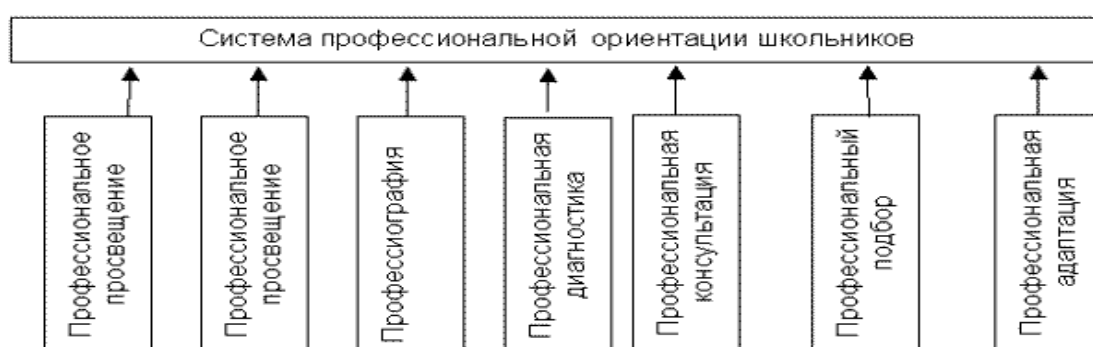 Система профессиональной ориентации школьников
Профессиональное
просвещение
Профессиональное
просвещение
Профессиография
Профессиональная
диагностика
Профессиональная
консультация
Профессиональный
подбор
Профессиональная
адаптация